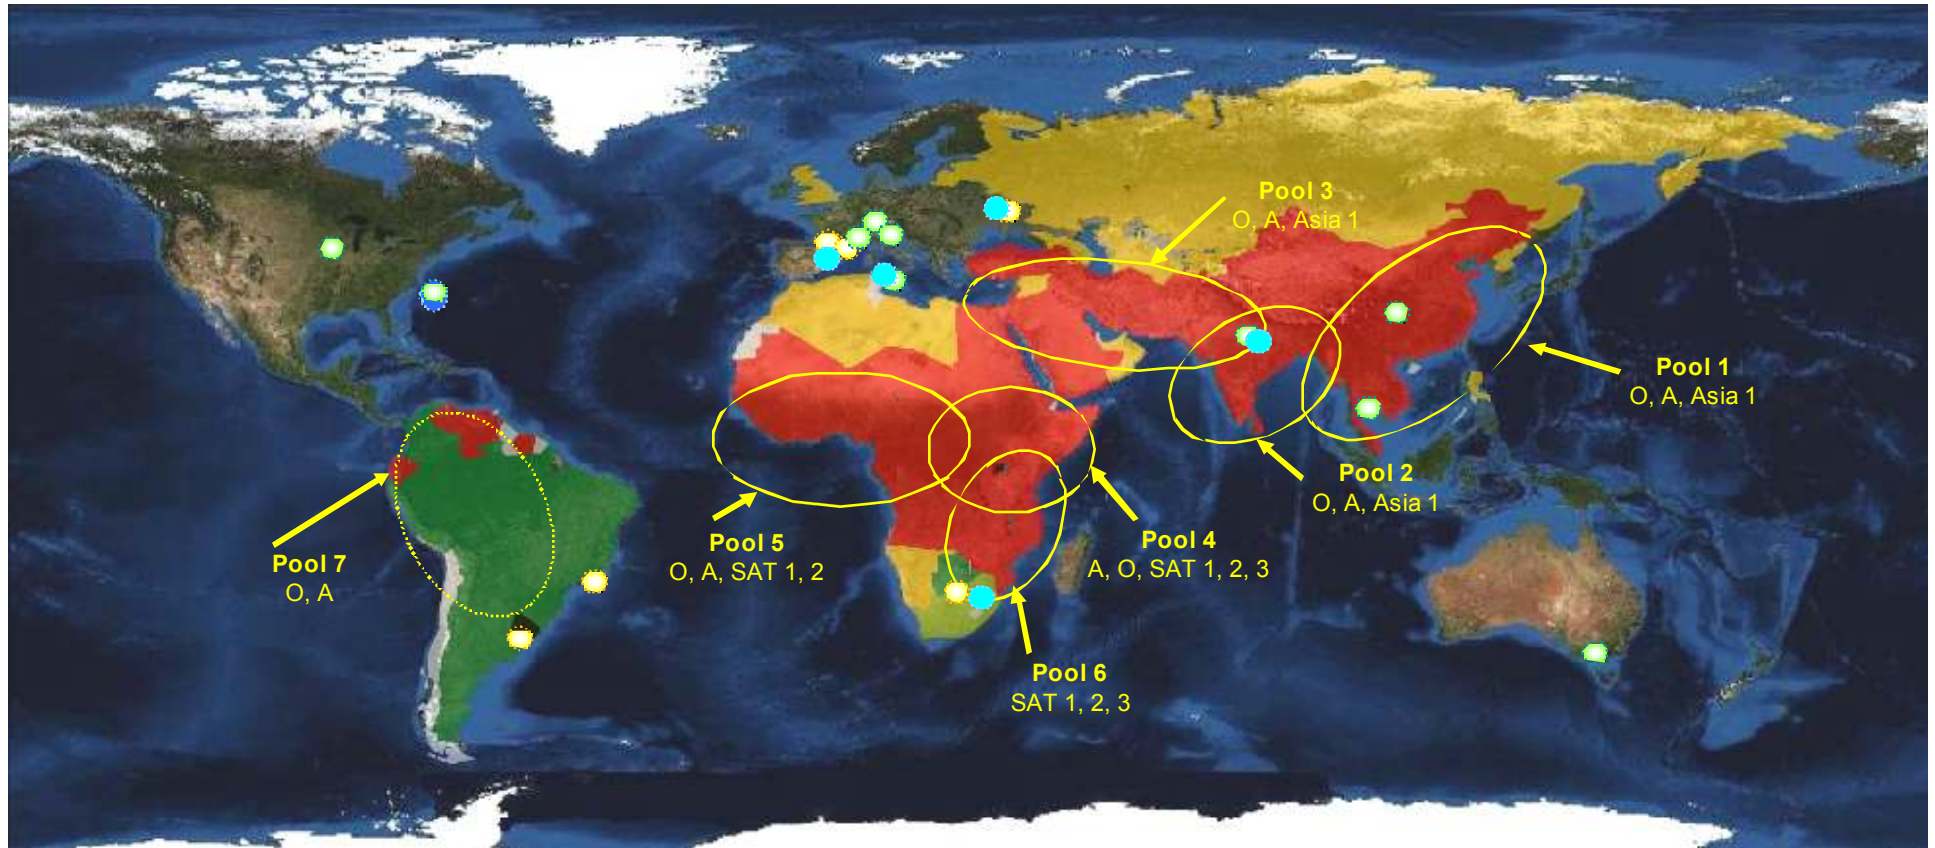 Pool 3
O, A, Asia 1
Pool 1
O, A, Asia 1
Pool 2
O, A, Asia 1
Pool 4
A, O, SAT 1, 2, 3
Pool 5
O, A, SAT 1, 2
Pool 7
O, A
Pool 6
SAT 1, 2, 3